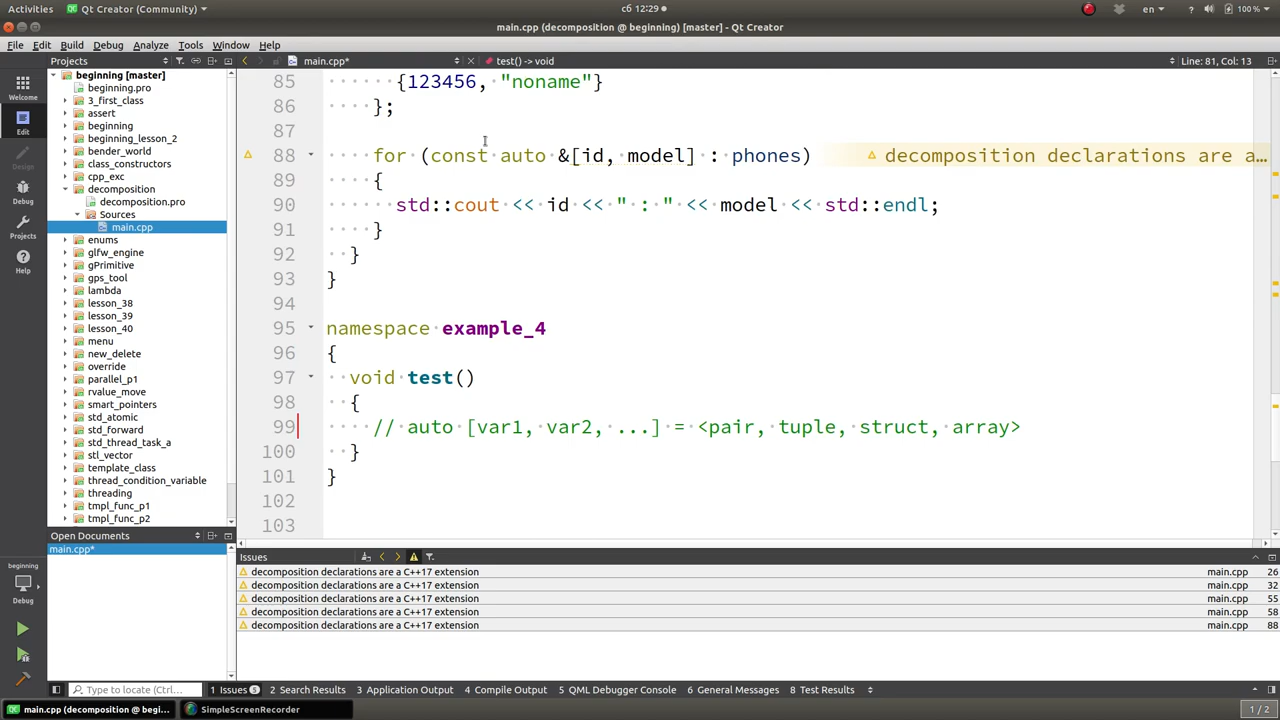 Activities Qt Creator (Community) сб 12:29 en 100 %
main.cpp (decomposition @ beginning) [master] - Qt Creator
File Edit Build Debug Analyze Tools Window Help
Projects main.cpp* test() -> void Line: 81, Col: 13
Welcome
Edit
Design
Debug
Projects
Help
beginning
Debug
beginning [master]
beginning.pro
3_first_class
assert
beginning
beginning_lesson_2
bender_world
class_constructors
cpp_exc
decomposition
decomposition.pro
Sources
main.cpp
enums
glfw_engine
gPrimitive
gps_tool
lambda
lesson_38
lesson_39
lesson_40
menu
new_delete
override
parallel_p1
rvalue_move
smart_pointers
std_atomic
std_forward
std_thread_task_a
stl_vector
template_class
thread_condition_variable
threading
tmpl_func_p1
tmpl_func_p2
Open Documents
main.cpp*
85 {123456, "noname"}
86 };
87
88 for (const auto &[id, model] : phones) decomposition declarations are a...
89 {
90 std::cout << id << " : " << model << std::endl;
91 }
92 }
93 }
94
95 namespace example_4
96 {
97 void test()
98 {
99 // auto [var1, var2, ...] = <pair, tuple, struct, array>
100 }
101 }
102
103
Issues
decomposition declarations are a C++17 extension main.cpp 26
decomposition declarations are a C++17 extension main.cpp 32
decomposition declarations are a C++17 extension main.cpp 55
decomposition declarations are a C++17 extension main.cpp 58
decomposition declarations are a C++17 extension main.cpp 88
Type to locate (Ctrl+... 1 Issues 5 2 Search Results 3 Application Output 4 Compile Output 5 QML Debugger Console 6 General Messages 8 Test Results
main.cpp (decomposition @ begi... SimpleScreenRecorder 1 / 2